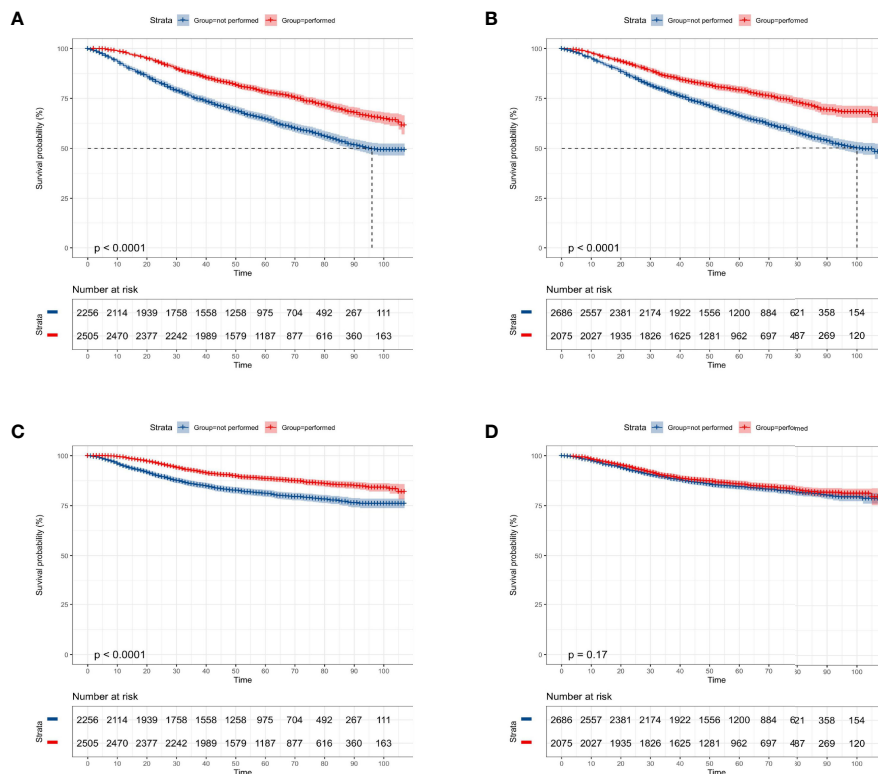 A
Strata Group=not performed Group=performed
Survival probability (%)
100
75
50
25
0
p < 0.0001
0 10 20 30 40 50 60 70 80 90 100
Time
Number at risk
Strata
2256 2114 1939 1758 1558 1258 975 704 492 267 111
2505 2470 2377 2242 1989 1579 1187 877 616 360 163
0 10 20 30 40 50 60 70 80 90 100
Time
B
Strata Group=not performed Group=performed
Survival probability (%)
100
75
50
25
0
p < 0.0001
0 10 20 30 40 50 60 70 80 90 100
Time
Number at risk
Strata
2686 2557 2381 2174 1922 1556 1200 884 621 358 154
2075 2027 1935 1826 1625 1281 962 697 487 269 120
0 10 20 30 40 50 60 70 80 90 100
Time
C
Strata Group=not performed Group=performed
Survival probability (%)
100
75
50
25
0
p < 0.0001
0 10 20 30 40 50 60 70 80 90 100
Time
Number at risk
Strata
2256 2114 1939 1758 1558 1258 975 704 492 267 111
2505 2470 2377 2242 1989 1579 1187 877 616 360 163
0 10 20 30 40 50 60 70 80 90 100
Time
D
Strata Group=not performed Group=performed
Survival probability (%)
100
75
50
25
0
p = 0.17
0 10 20 30 40 50 60 70 80 90 100
Time
Number at risk
Strata
2686 2557 2381 2174 1922 1556 1200 884 621 358 154
2075 2027 1935 1826 1625 1281 962 697 487 269 120
0 10 20 30 40 50 60 70 80 90 100
Time